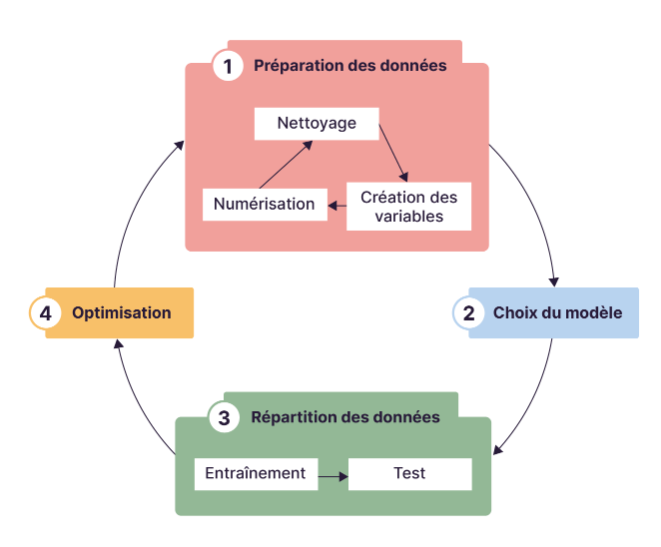 1 Préparation des données
Nettoyage
Numérisation
Création des
variables
4 Optimisation
2 Choix du modèle
3 Répartition des données
Entraînement
Test